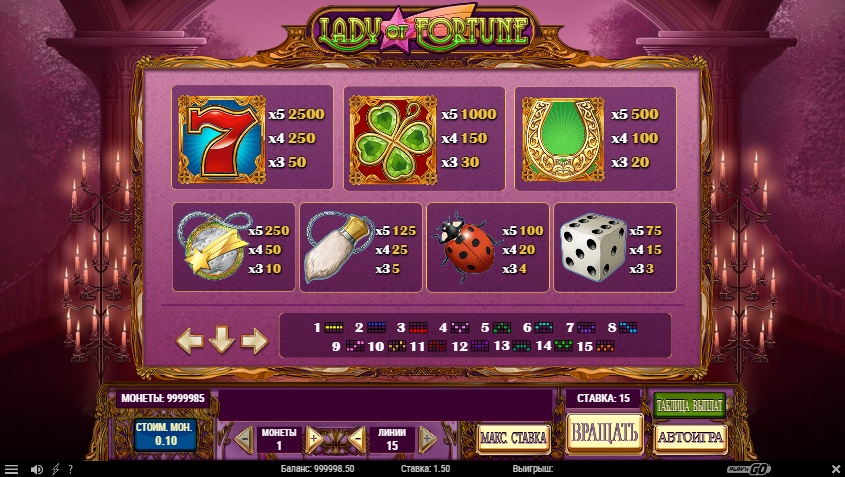 LADY OF FORTUNE
x5 2500
x4 250
x3 50
x5 1000
x4 150
x3 30
x5 500
x4 100
x3 20
x5 250
x4 50
x3 10
x5 125
x4 25
x3 5
x5 100
x4 20
x3 4
x5 75
x4 15
x3 3
1 2 3 4 5 6 7 8
9 10 11 12 13 14 15
МОНЕТЫ: 9999985
СТАВКА: 15
ТАБЛИЦА ВЫПЛАТ
СТОИМ. МОН.
0.10
МОНЕТЫ
1
ЛИНИИ
15
МАКС. СТАВКА
ВРАЩАТЬ
АВТОИГРА
Баланс: 999998.50 Ставка: 1.50 Выигрыш:
PLAY'N GO